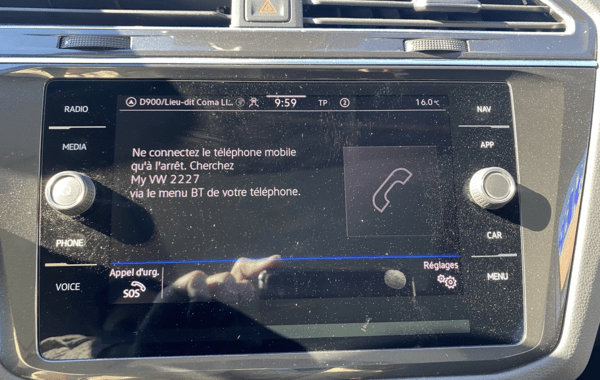 RADIO
MEDIA
PHONE
VOICE
D900/Lieu-dit Coma LI... 9:59 TP 2 16.0°C
Ne connectez le téléphone mobile
qu'à l'arrêt. Cherchez
My VW 2227
via le menu BT de votre téléphone.
Appel d'urg.
SOS
Réglages
NAV
APP
CAR
MENU